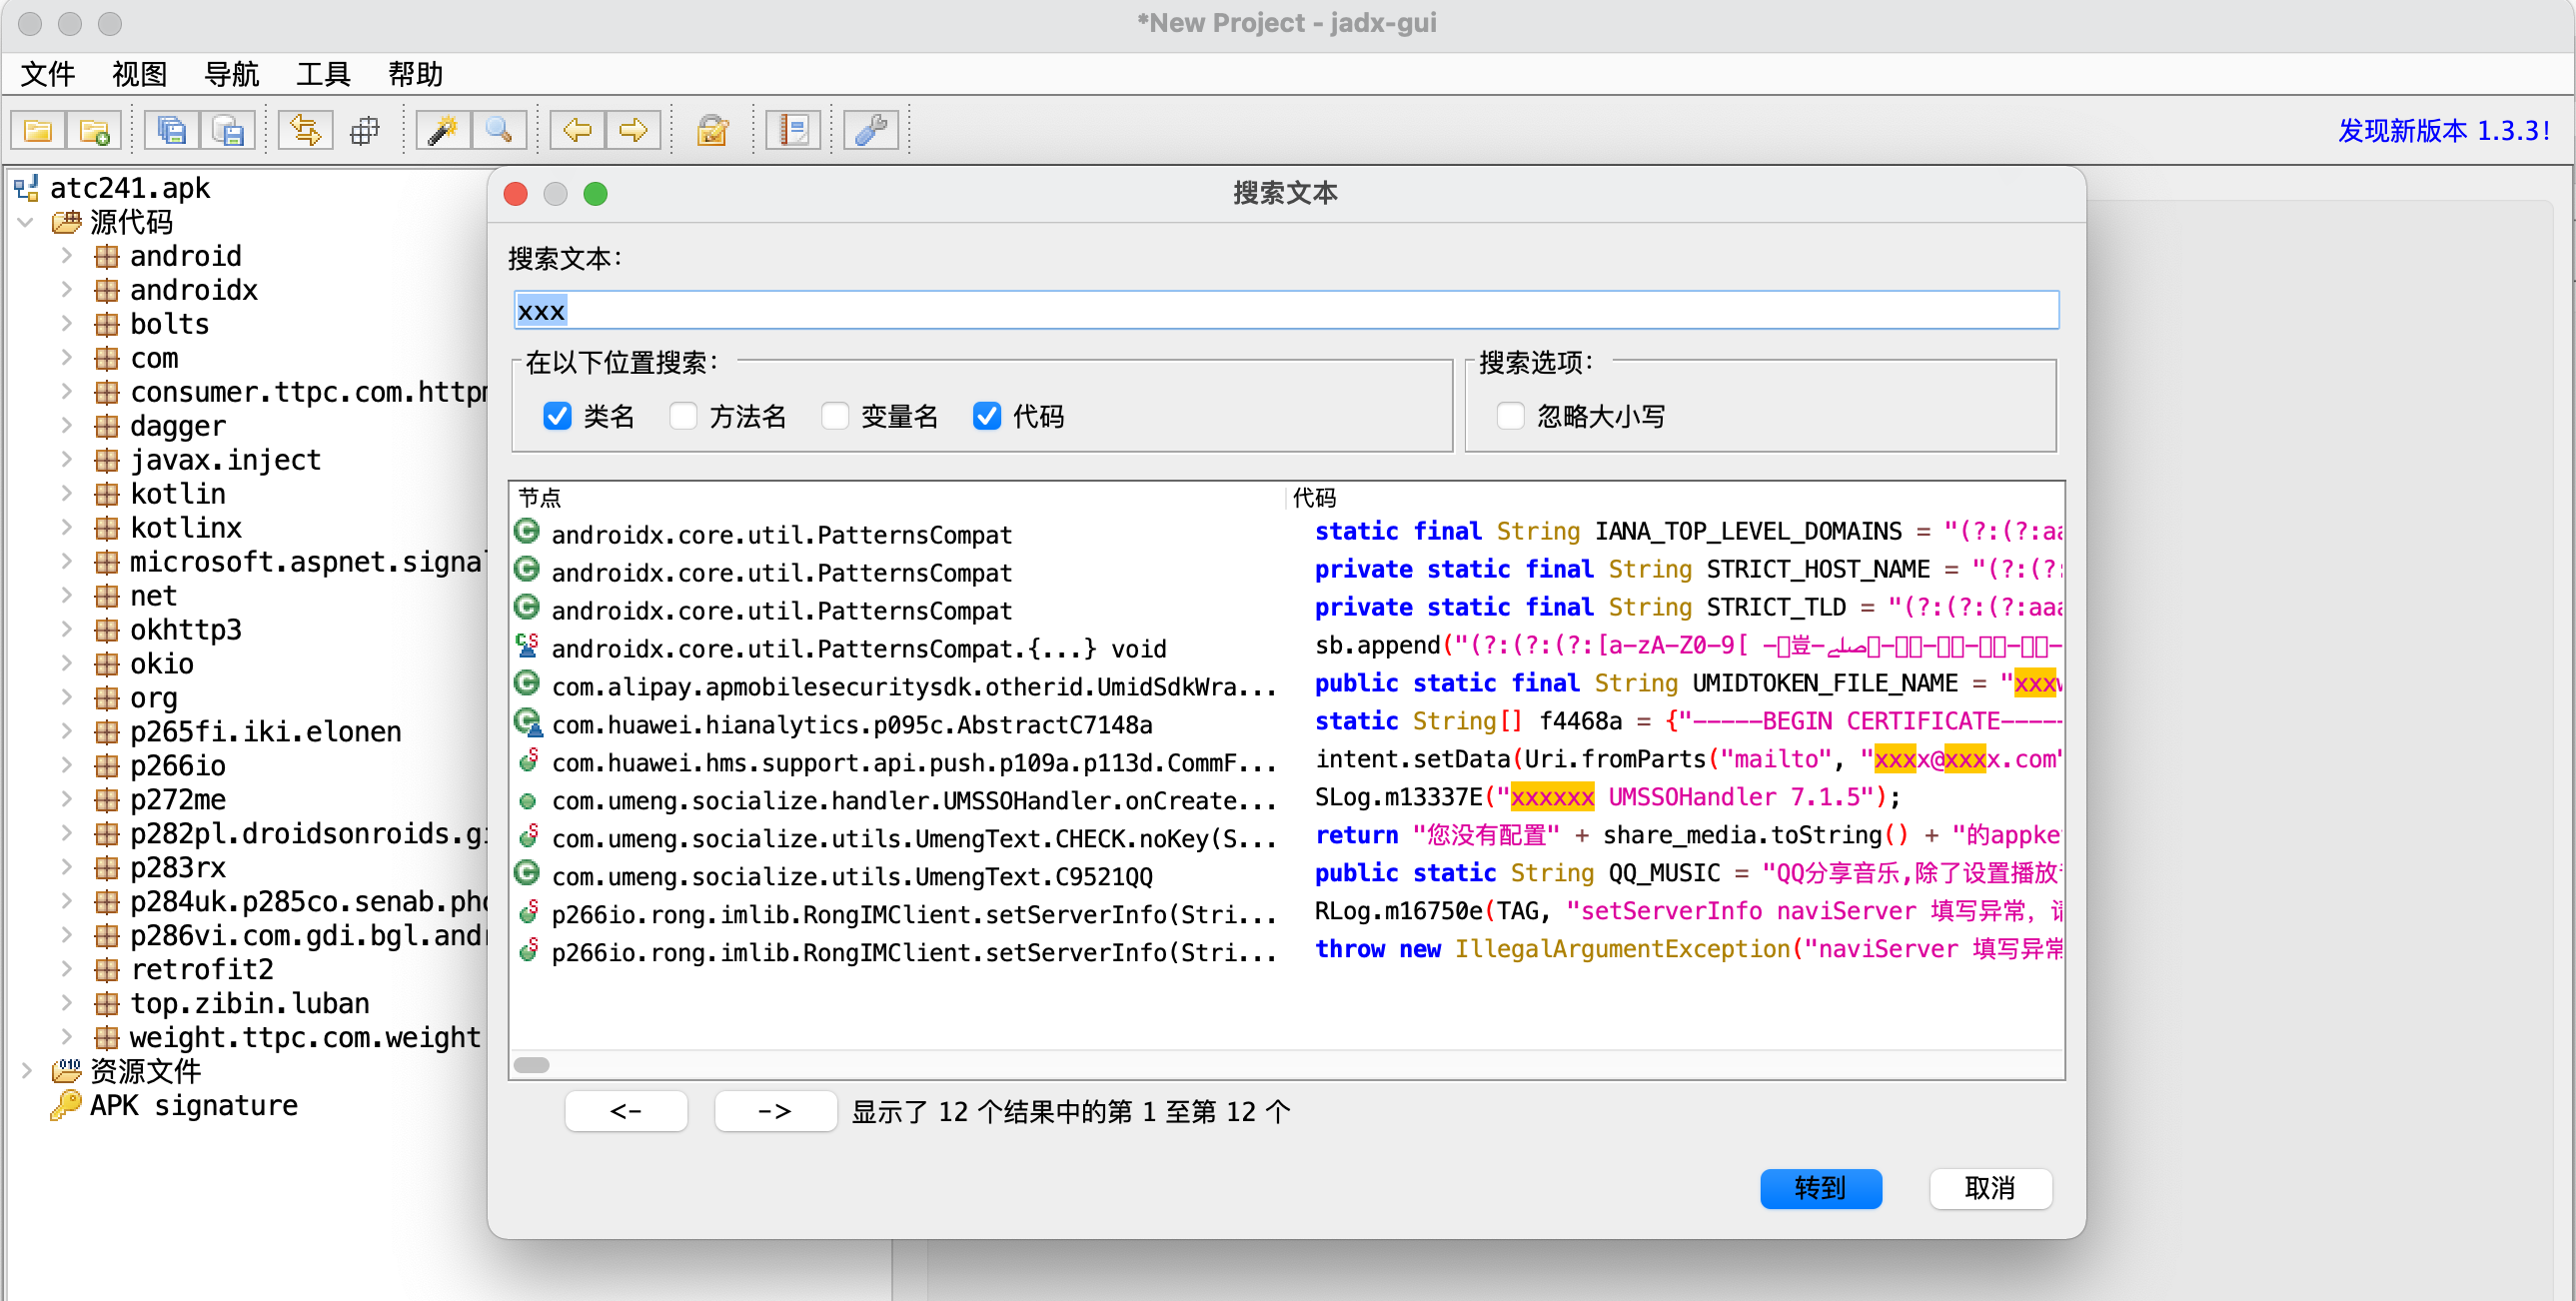 *New Project - jadx-gui
文件 视图 导航 工具 帮助
发现新版本 1.3.3!
atc241.apk
源代码
android
androidx
bolts
com
consumer.ttpc.com.http
dagger
javax.inject
kotlin
kotlinx
microsoft.aspnet.signa
net
okhttp3
okio
org
p265fi.iki.elonen
p266io
p272me
p282pl.droidsonroids.g
p283rx
p284uk.p285co.senab.pho
p286vi.com.gdi.bgl.and
retrofit2
top.zibin.luban
weight.ttpc.com.weight
资源文件
APK signature
搜索文本
搜索文本：
xxx
在以下位置搜索：
类名 方法名 变量名 代码
搜索选项：
忽略大小写
节点 代码
androidx.core.util.PatternsCompat static final String IANA_TOP_LEVEL_DOMAINS = "(?:(?:aa
androidx.core.util.PatternsCompat private static final String STRICT_HOST_NAME = "(?:(?:
androidx.core.util.PatternsCompat private static final String STRICT_TLD = "(?:(?:(?:aaa
androidx.core.util.PatternsCompat.{...} void sb.append("(?:(?:(?:[a-zA-Z0-9[
com.alipay.apmobilesecuritysdk.otherid.UmidSdkWra... public static final String UMIDTOKEN_FILE_NAME = "xxxw
com.huawei.hianalytics.p095c.AbstractC7148a static String[] f4468a = {"-----BEGIN CERTIFICATE-----
com.huawei.hms.support.api.push.p109a.p113d.CommF... intent.setData(Uri.fromParts("mailto", "xxxx@xxxx.com"
com.umeng.socialize.handler.UMSSOHandler.onCreate... SLog.m13337E("xxxxxx UMSSOHandler 7.1.5");
com.umeng.socialize.utils.UmengText.CHECK.noKey(S... return "您没有配置" + share_media.toString() + "的appke
com.umeng.socialize.utils.UmengText.C9521QQ public static String QQ_MUSIC = "QQ分享音乐,除了设置播放
p266io.rong.imlib.RongIMClient.setServerInfo(Stri... RLog.m16750e(TAG, "setServerInfo naviServer 填写异常, 请
p266io.rong.imlib.RongIMClient.setServerInfo(Stri... throw new IllegalArgumentException("naviServer 填写异常
<- -> 显示了 12 个结果中的第 1 至第 12 个
转到 取消